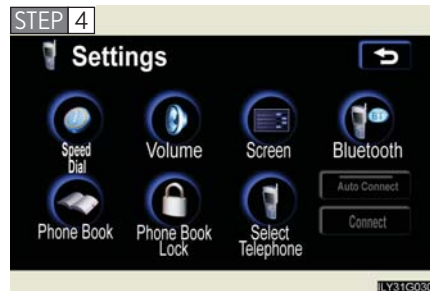 STEP 4
Settings
Speed
Dial
Volume
Screen
BT
Bluetooth
Auto Connect
Phone Book
Phone Book
Lock
Select
Telephone
Connect
ILY31G030